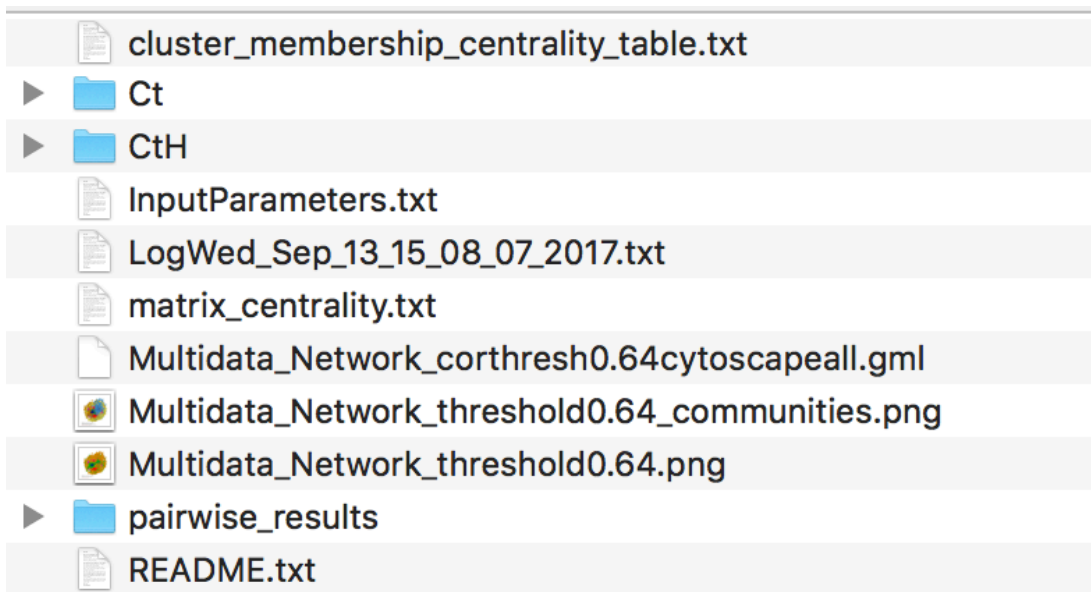 cluster_membership_centrality_table.txt
Ct
CtH
InputParameters.txt
LogWed_Sep_13_15_08_07_2017.txt
matrix_centrality.txt
Multidata_Network_corthresh0.64cytoscapeall.gml
Multidata_Network_threshold0.64_communities.png
Multidata_Network_threshold0.64.png
pairwise_results
README.txt